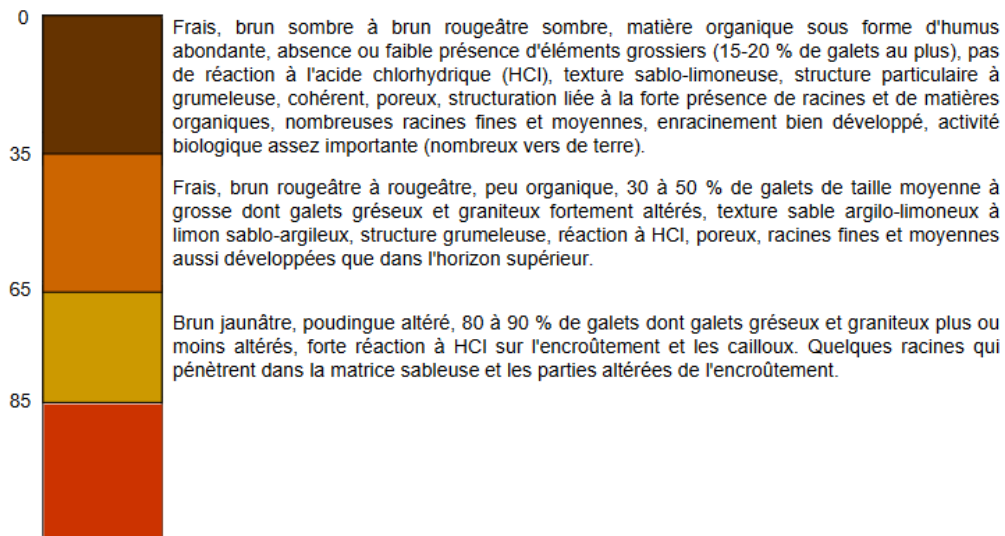 0
Frais, brun sombre à brun rougeâtre sombre, matière organique sous forme d'humus
abondante, absence ou faible présence d'éléments grossiers (15-20 % de galets au plus), pas
de réaction à l'acide chlorhydrique (HCl), texture sablo-limoneuse, structure particulaire à
grumeleuse, cohérent, poreux, structuration liée à la forte présence de racines et de matières
organiques, nombreuses racines fines et moyennes, enracinement bien développé, activité
biologique assez importante (nombreux vers de terre).
35
Frais, brun rougeâtre à rougeâtre, peu organique, 30 à 50 % de galets de taille moyenne à
grosse dont galets gréseux et graniteux fortement altérés, texture sable argilo-limoneux à
limon sablo-argileux, structure grumeleuse, réaction à HCl, poreux, racines fines et moyennes
aussi développées que dans l'horizon supérieur.
65
Brun jaunâtre, poudingue altéré, 80 à 90 % de galets dont galets gréseux et graniteux plus ou
moins altérés, forte réaction à HCl sur l'encroûtement et les cailloux. Quelques racines qui
pénètrent dans la matrice sableuse et les parties altérées de l'encroûtement.
85